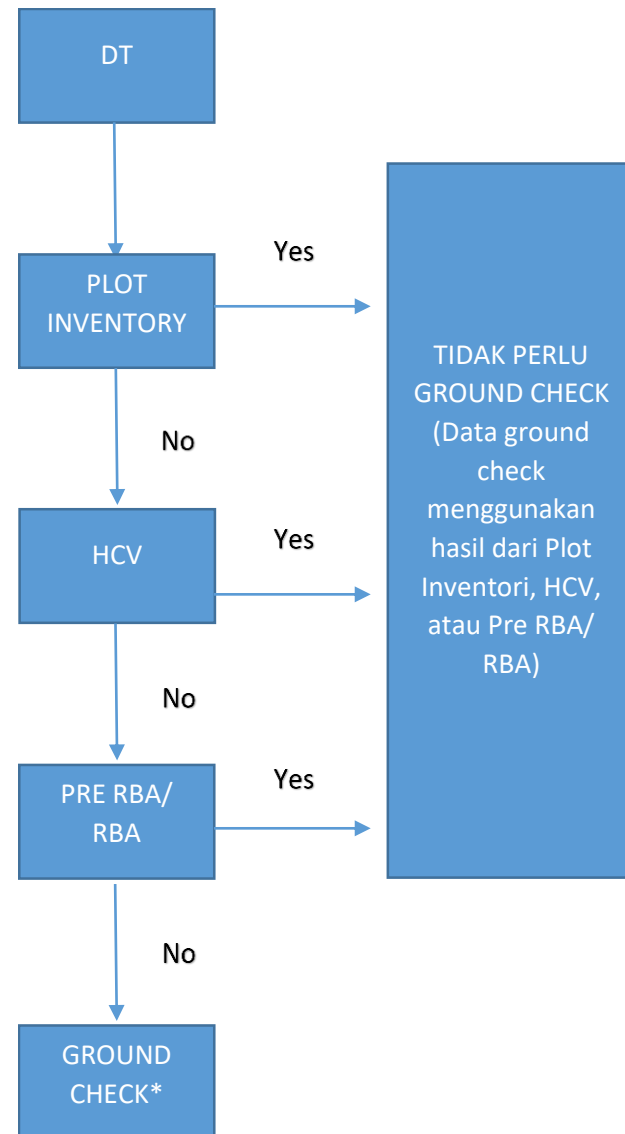 DT
PLOT
INVENTORY
Yes
No
HCV
Yes
No
PRE RBA/
RBA
Yes
No
GROUND
CHECK*
TIDAK PERLU
GROUND CHECK
(Data ground
check
menggunakan
hasil dari Plot
Inventori, HCV,
atau Pre RBA/
RBA)